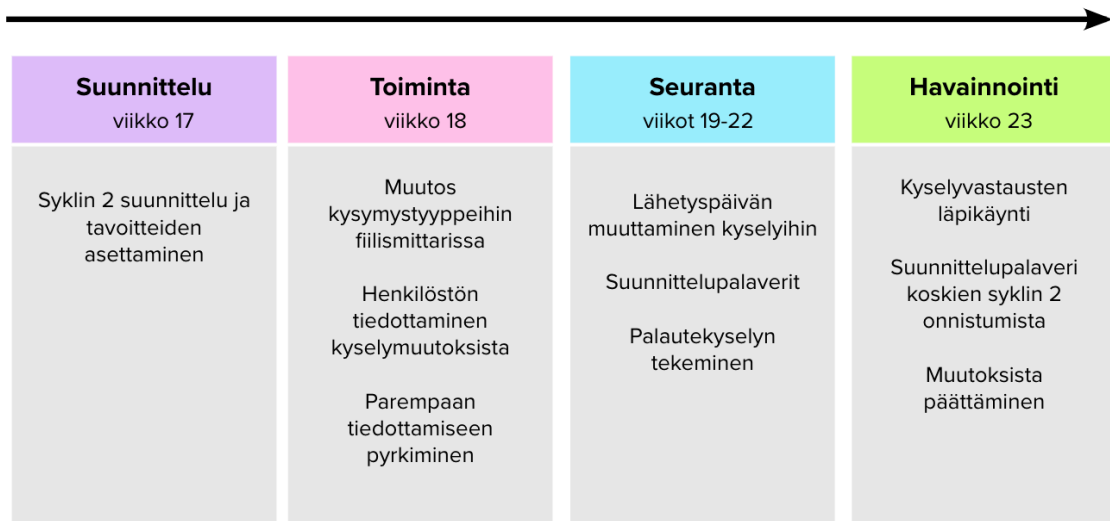 Suunnittelu
viikko 17
Syklin 2 suunnittelu ja
tavoitteiden
asettaminen
Toiminta
viikko 18
Muutos
kysymystyyppeihin
fiilismittarissa
Henkilöstön
tiedottaminen
kyselymuutoksista
Parempaan
tiedottamiseen
pyrkiminen
Seuranta
viikot 19-22
Lähetyspäivän
muuttaminen kyselyihin
Suunnittelupalaverit
Palautekyselyn
tekeminen
Havainnointi
viikko 23
Kyselyvastausten
läpikäynti
Suunnittelupalaveri
koskien syklin 2
onnistumista
Muutoksista
päättäminen